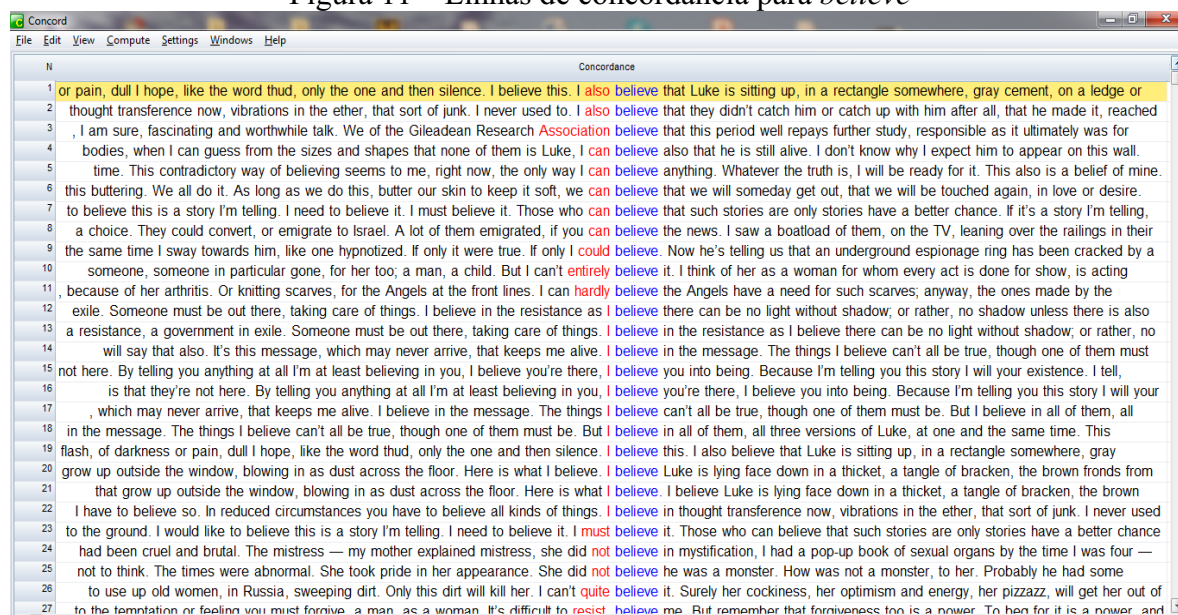 Figura 11 – Linhas de concordância para believe
Concord
File Edit View Compute Settings Windows Help
N Concordance
1 or pain, dull I hope, like the word thud, only the one and then silence. I believe this. I also believe that Luke is sitting up, in a rectangle somewhere, gray cement, on a ledge or
2 thought transference now, vibrations in the ether, that sort of junk. I never used to. I also believe that they didn't catch him or catch up with him after all, that he made it, reached
3 , I am sure, fascinating and worthwhile talk. We of the Gileadean Research Association believe that this period well repays further study, responsible as it ultimately was for
4 bodies, when I can guess from the sizes and shapes that none of them is Luke, I can believe also that he is still alive. I don't know why I expect him to appear on this wall.
5 time. This contradictory way of believing seems to me, right now, the only way I can believe anything. Whatever the truth is, I will be ready for it. This also is a belief of mine.
6 this buttering. We all do it. As long as we do this, butter our skin to keep it soft, we can believe that we will someday get out, that we will be touched again, in love or desire.
7 to believe this is a story I'm telling. I need to believe it. I must believe it. Those who can believe that such stories are only stories have a better chance. If it's a story I'm telling,
8 a choice. They could convert, or emigrate to Israel. A lot of them emigrated, if you can believe the news. I saw a boatload of them, on the TV, leaning over the railings in their
9 the same time I sway towards him, like one hypnotized. If only it were true. If only I could believe. Now he's telling us that an underground espionage ring has been cracked by a
10 someone, someone in particular gone, for her too; a man, a child. But I can't entirely believe it. I think of her as a woman for whom every act is done for show, is acting
11 , because of her arthritis. Or knitting scarves, for the Angels at the front lines. I can hardly believe the Angels have a need for such scarves; anyway, the ones made by the
12 exile. Someone must be out there, taking care of things. I believe in the resistance as I believe there can be no light without shadow; or rather, no shadow unless there is also
13 a resistance, a government in exile. Someone must be out there, taking care of things. I believe in the resistance as I believe there can be no light without shadow; or rather, no
14 will say that also. It's this message, which may never arrive, that keeps me alive. I believe in the message. The things I believe can't all be true, though one of them must
15 not here. By telling you anything at all I'm at least believing in you, I believe you're there, I believe you into being. Because I'm telling you this story I will your existence. I tell,
16 is that they're not here. By telling you anything at all I'm at least believing in you, I believe you're there, I believe you into being. Because I'm telling you this story I will your
17 , which may never arrive, that keeps me alive. I believe in the message. The things I believe can't all be true, though one of them must be. But I believe in all of them, all
18 in the message. The things I believe can't all be true, though one of them must be. But I believe in all of them, all three versions of Luke, at one and the same time. This
19 flash, of darkness or pain, dull I hope, like the word thud, only the one and then silence. I believe this. I also believe that Luke is sitting up, in a rectangle somewhere, gray
20 grow up outside the window, blowing in as dust across the floor. Here is what I believe. I believe Luke is lying face down in a thicket, a tangle of bracken, the brown fronds from
21 that grow up outside the window, blowing in as dust across the floor. Here is what I believe. I believe Luke is lying face down in a thicket, a tangle of bracken, the brown
22 I have to believe so. In reduced circumstances you have to believe all kinds of things. I believe in thought transference now, vibrations in the ether, that sort of junk. I never used
23 to the ground. I would like to believe this is a story I'm telling. I need to believe it. I must believe it. Those who can believe that such stories are only stories have a better chance
24 had been cruel and brutal. The mistress — my mother explained mistress, she did not believe in mystification, I had a pop-up book of sexual organs by the time I was four —
25 not to think. The times were abnormal. She took pride in her appearance. She did not believe he was a monster. How was not a monster, to her. Probably he had some
26 to use up old women, in Russia, sweeping dirt. Only this dirt will kill her. I can't quite believe it. Surely her cockiness, her optimism and energy, her pizzazz, will get her out of
27 to the temptation or feeling you must forgive, a man, as a woman. It's difficult to resist, believe me. But remember that forgiveness too is a power. To beg for it is a power, and